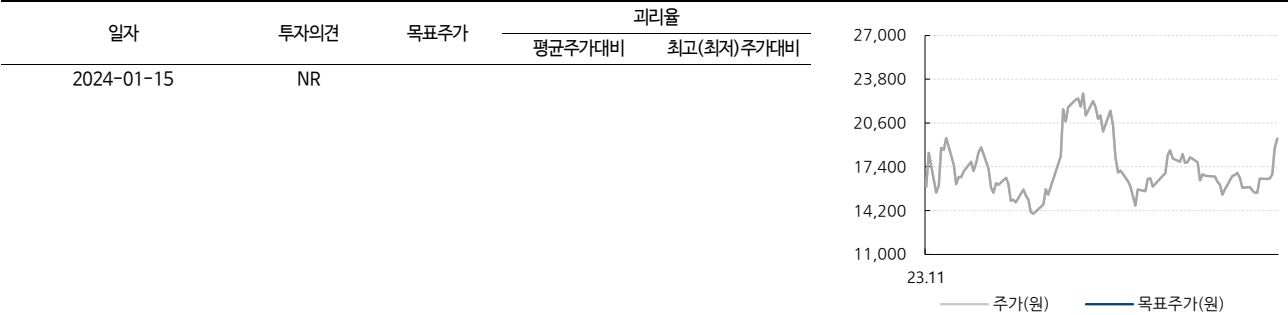 일자 투자의견 목표주가 괴리율
평균주가대비 최고(최저)주가대비
2024-01-15 NR
27,000
23,800
20,600
17,400
14,200
11,000
23.11
주가(원) 목표주가(원)